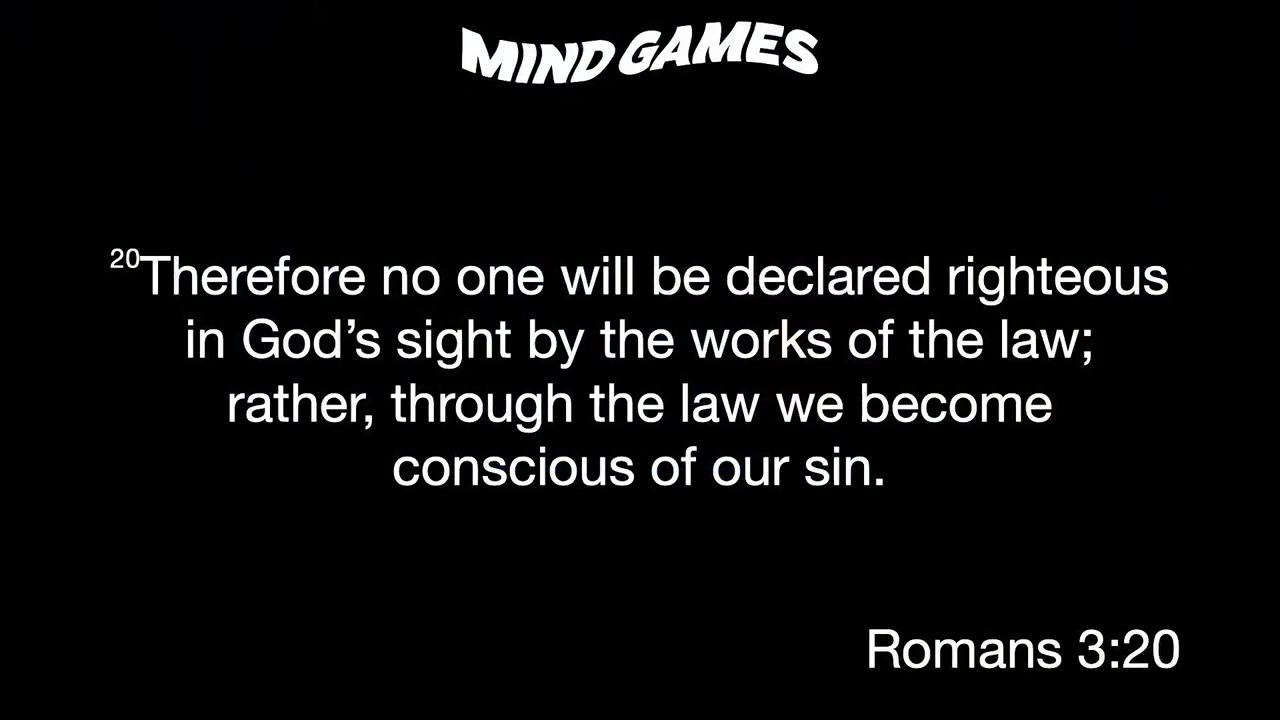 MIND GAMES
20Therefore no one will be declared righteous
in God’s sight by the works of the law;
rather, through the law we become
conscious of our sin.
Romans 3:20